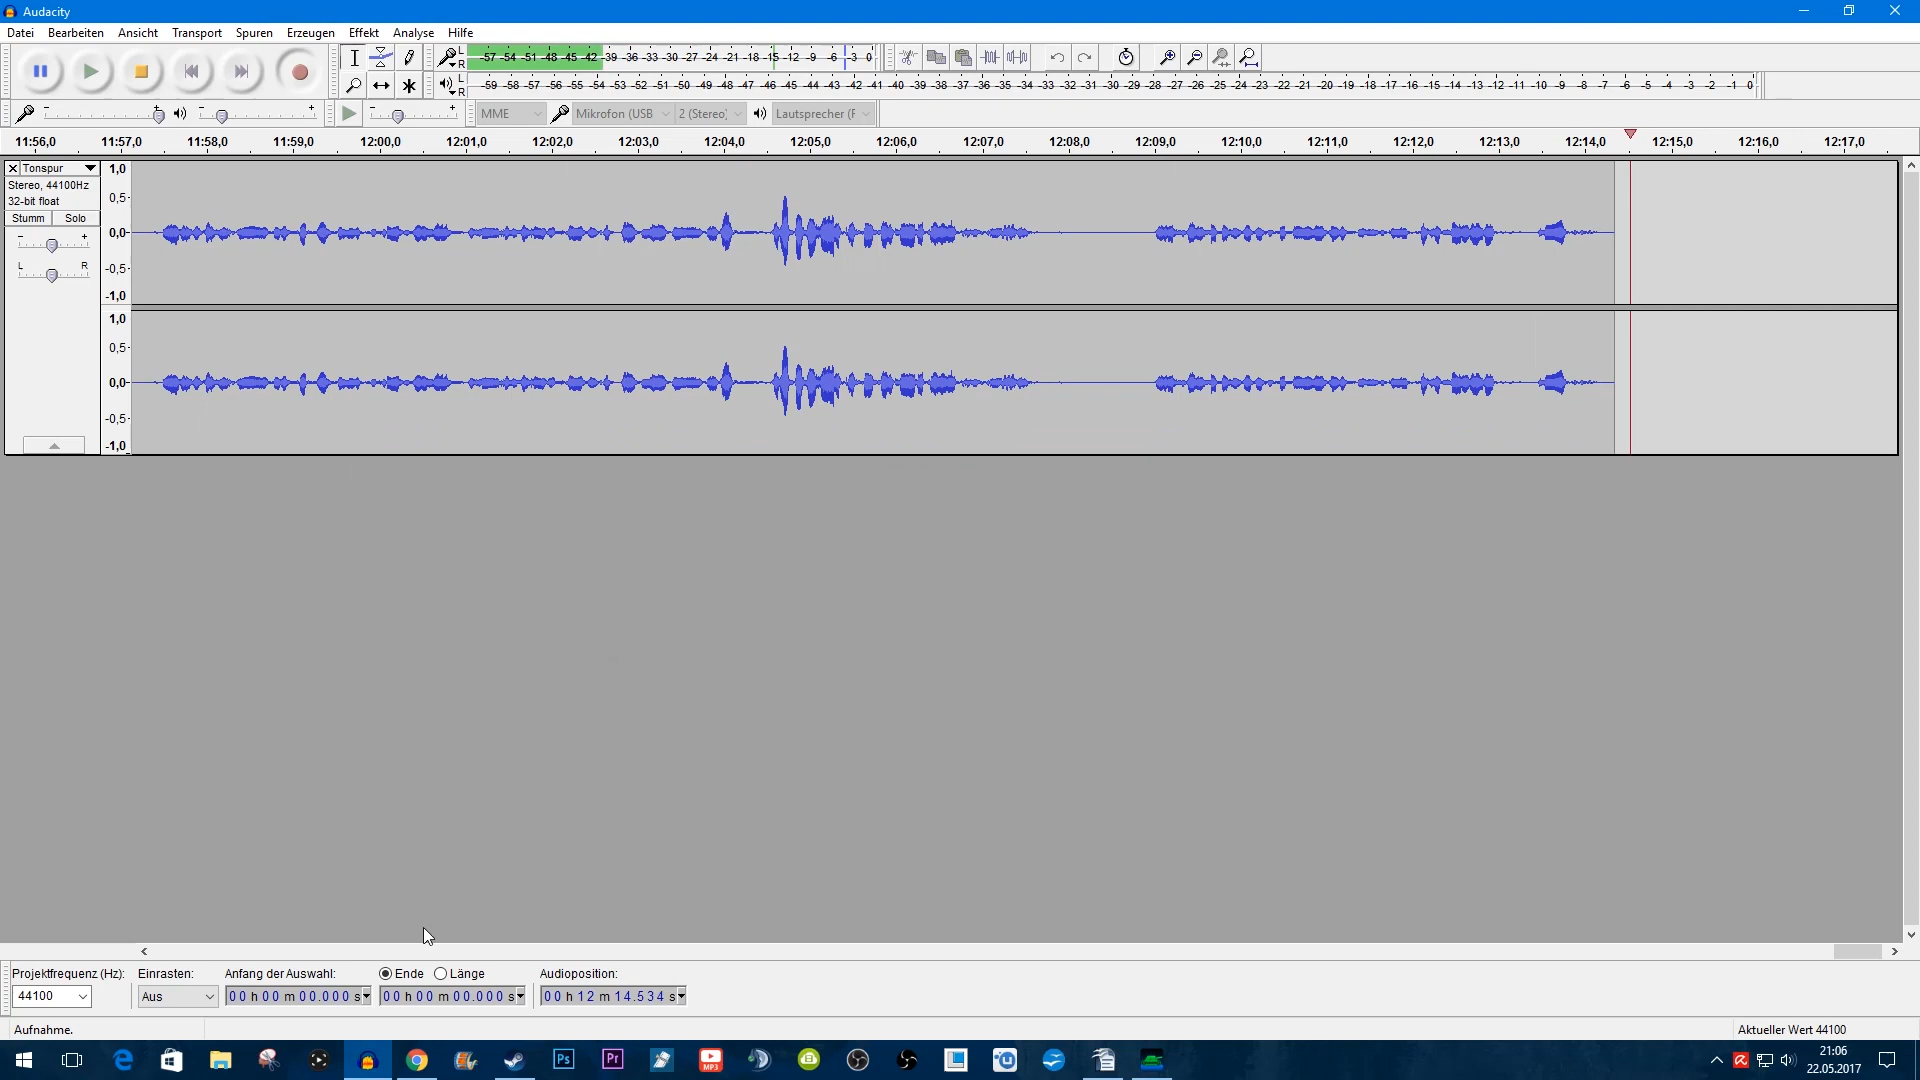 Audacity
Datei Bearbeiten Ansicht Transport Spuren Erzeugen Effekt Analyse Hilfe
L R -57 -54 -51 -48 -45 -42 -39 -36 -33 -30 -27 -24 -21 -18 -15 -12 -9 -6 -3 0
L R -59 -58 -57 -56 -55 -54 -53 -52 -51 -50 -49 -48 -47 -46 -45 -44 -43 -42 -41 -40 -39 -38 -37 -36 -35 -34 -33 -32 -31 -30 -29 -28 -27 -26 -25 -24 -23 -22 -21 -20 -19 -18 -17 -16 -15 -14 -13 -12 -11 -10 -9 -8 -7 -6 -5 -4 -3 -2 -1 0
- + - + - + MME Mikrofon (USB 2 (Stereo) Lautsprecher (F
11:56,0 11:57,0 11:58,0 11:59,0 12:00,0 12:01,0 12:02,0 12:03,0 12:04,0 12:05,0 12:06,0 12:07,0 12:08,0 12:09,0 12:10,0 12:11,0 12:12,0 12:13,0 12:14,0 12:15,0 12:16,0 12:17,0
Tonspur 1,0
Stereo, 44100Hz
32-bit float 0,5
Stumm Solo
- + 0,0
L R -0,5
-1,0
1,0
0,5
0,0
-0,5
-1,0
Projektfrequenz (Hz): Einrasten: Anfang der Auswahl: Ende Länge Audioposition:
44100 Aus 00 h 00 m 00.000 s 00 h 00 m 00.000 s 00 h 12 m 14.534 s
Aufnahme. Aktueller Wert 44100
Ps Pr MP3 21:06
22.05.2017